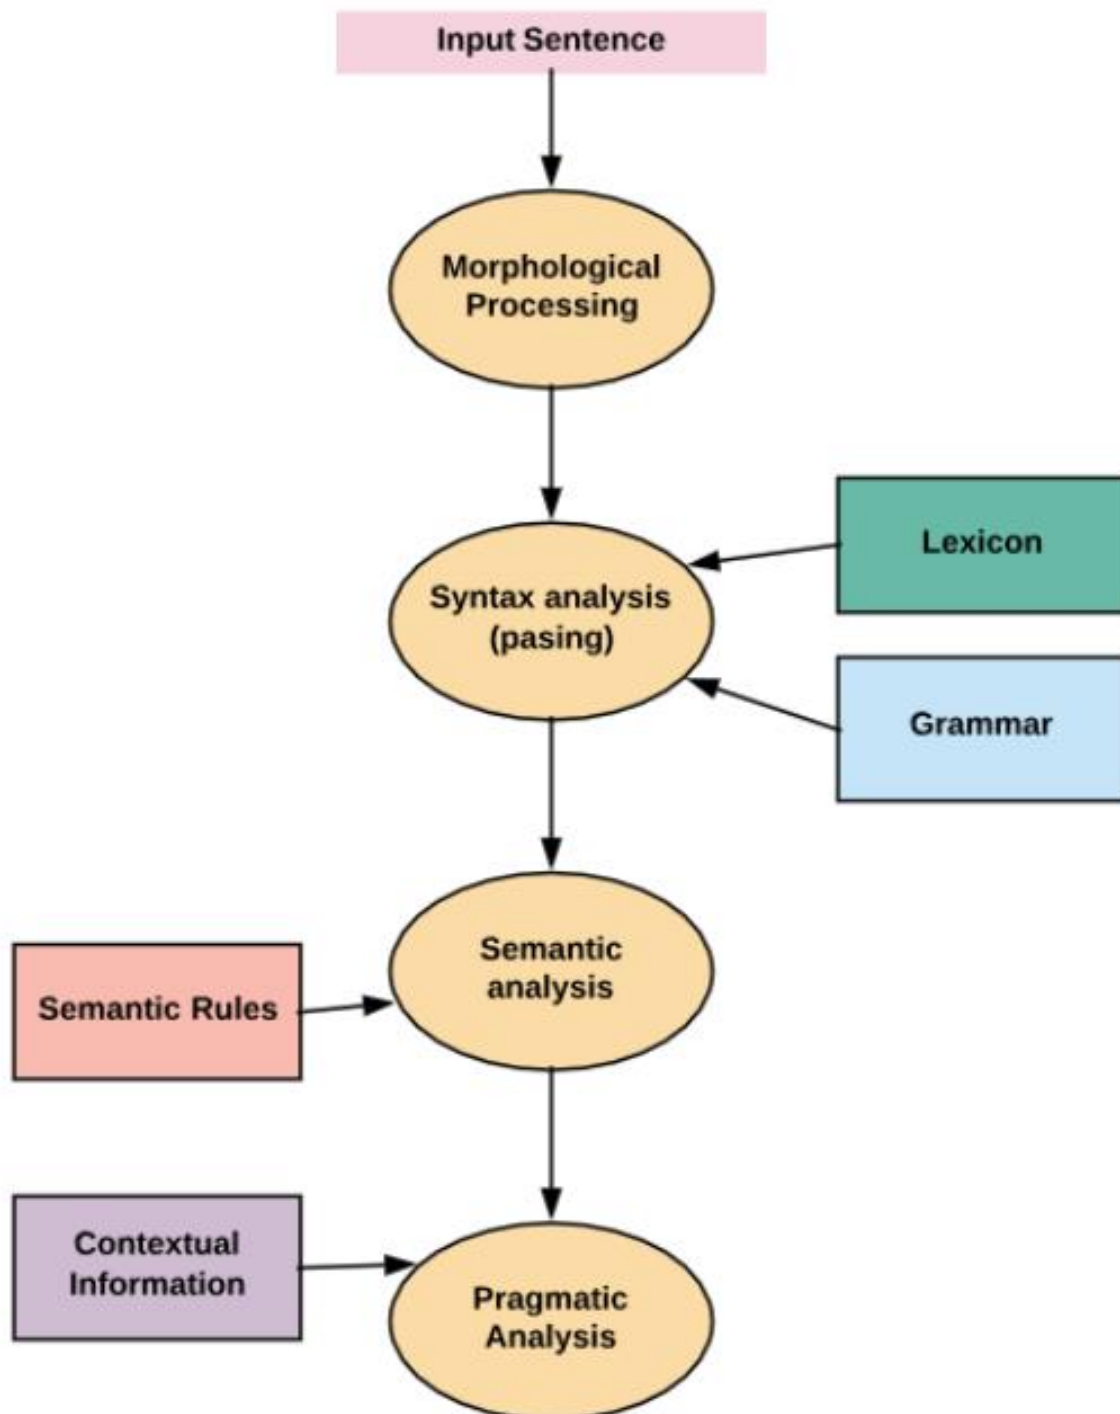 Input Sentence
Morphological
Processing
Lexicon
Syntax analysis
(pasing)
Grammar
Semantic
analysis
Semantic Rules
Contextual
Information
Pragmatic
Analysis